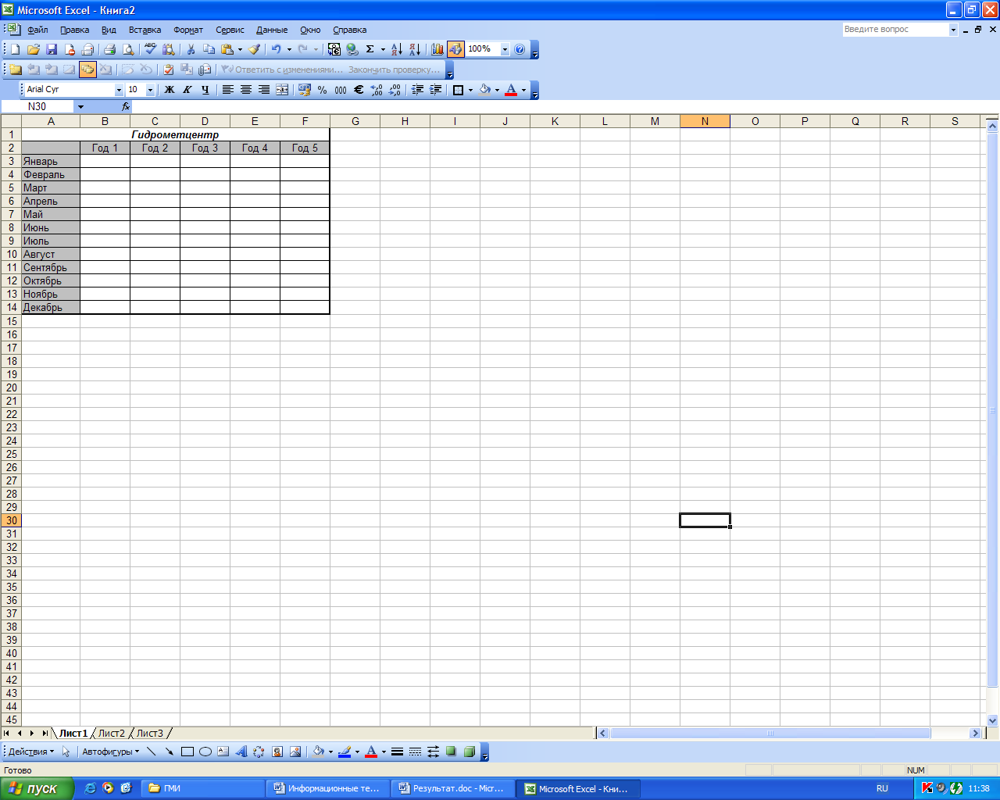 Microsoft Excel - Книга2
Файл Правка Вид Вставка Формат Сервис Данные Окно Справка Введите вопрос
100%
Ответить с изменениями... Закончить проверку...
Arial Cyr 10 Ж К Ч % 000 €
N30 fx
A B C D E F G H I J K L M N O P Q R S
1 Гидрометцентр
2 Год 1 Год 2 Год 3 Год 4 Год 5
3 Январь
4 Февраль
5 Март
6 Апрель
7 Май
8 Июнь
9 Июль
10 Август
11 Сентябрь
12 Октябрь
13 Ноябрь
14 Декабрь
15
16
17
18
19
20
21
22
23
24
25
26
27
28
29
30
31
32
33
34
35
36
37
38
39
40
41
42
43
44
45
Лист1 Лист2 Лист3
Действия Автофигуры
Готово NUM
пуск ГМИ Информационные те... Результат.doc - Micr... Microsoft Excel - Кни... RU 11:38